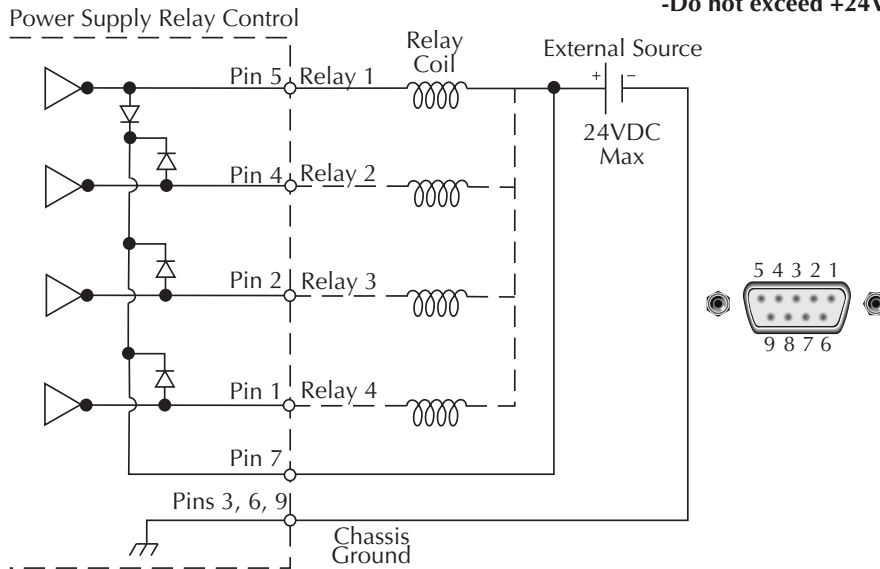 -Do not exceed +24V
Power Supply Relay Control
Relay
Coil
External Source
+ −
24VDC
Max
Pin 5 Relay 1
Pin 4 Relay 2
Pin 2 Relay 3
Pin 1 Relay 4
Pin 7
Pins 3, 6, 9
Chassis
Ground
5 4 3 2 1
9 8 7 6